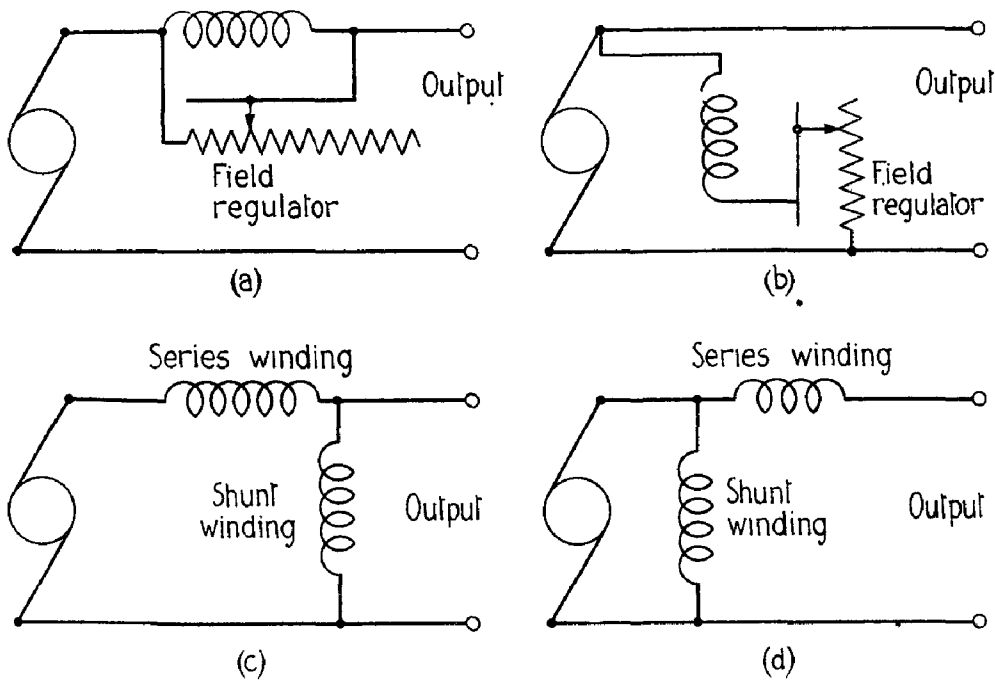 Output
Field
regulator
(a)
Output
Field
regulator
(b)
Series winding
Shunt
winding
Output
(c)
Series winding
Shunt
winding
Output
(d)